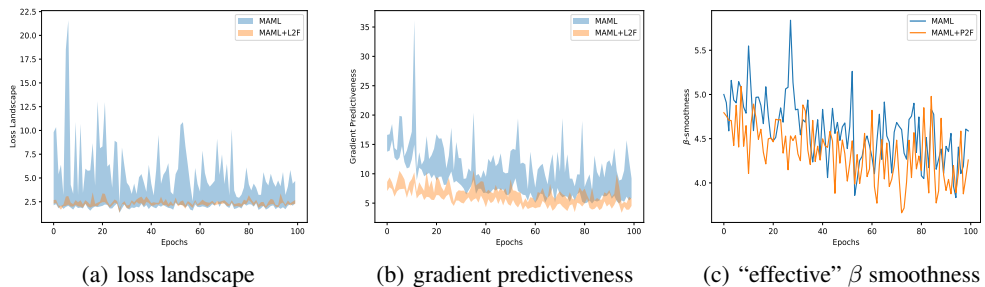 22.5
20.0
17.5
15.0
12.5
10.0
7.5
5.0
2.5
Loss Landscape
0 20 40 60 80 100
Epochs
MAML
MAML+L2F
(a) loss landscape
35
30
25
20
15
10
5
Gradient Predictiveness
0 20 40 60 80 100
Epochs
MAML
MAML+L2F
(b) gradient predictiveness
5.5
5.0
4.5
4.0
β-smoothness
0 20 40 60 80 100
Epochs
MAML
MAML+P2F
(c) “effective” β smoothness